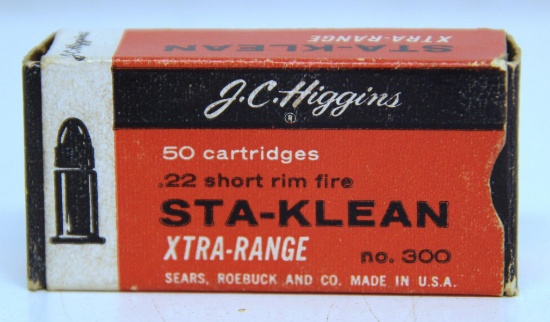 J.C. Higgins
STA-KLEAN
XTRA-RANGE
J.C. Higgins
®
50 cartridges
.22 short rim fire
STA-KLEAN
XTRA-RANGE no. 300
SEARS, ROEBUCK AND CO. MADE IN U.S.A.